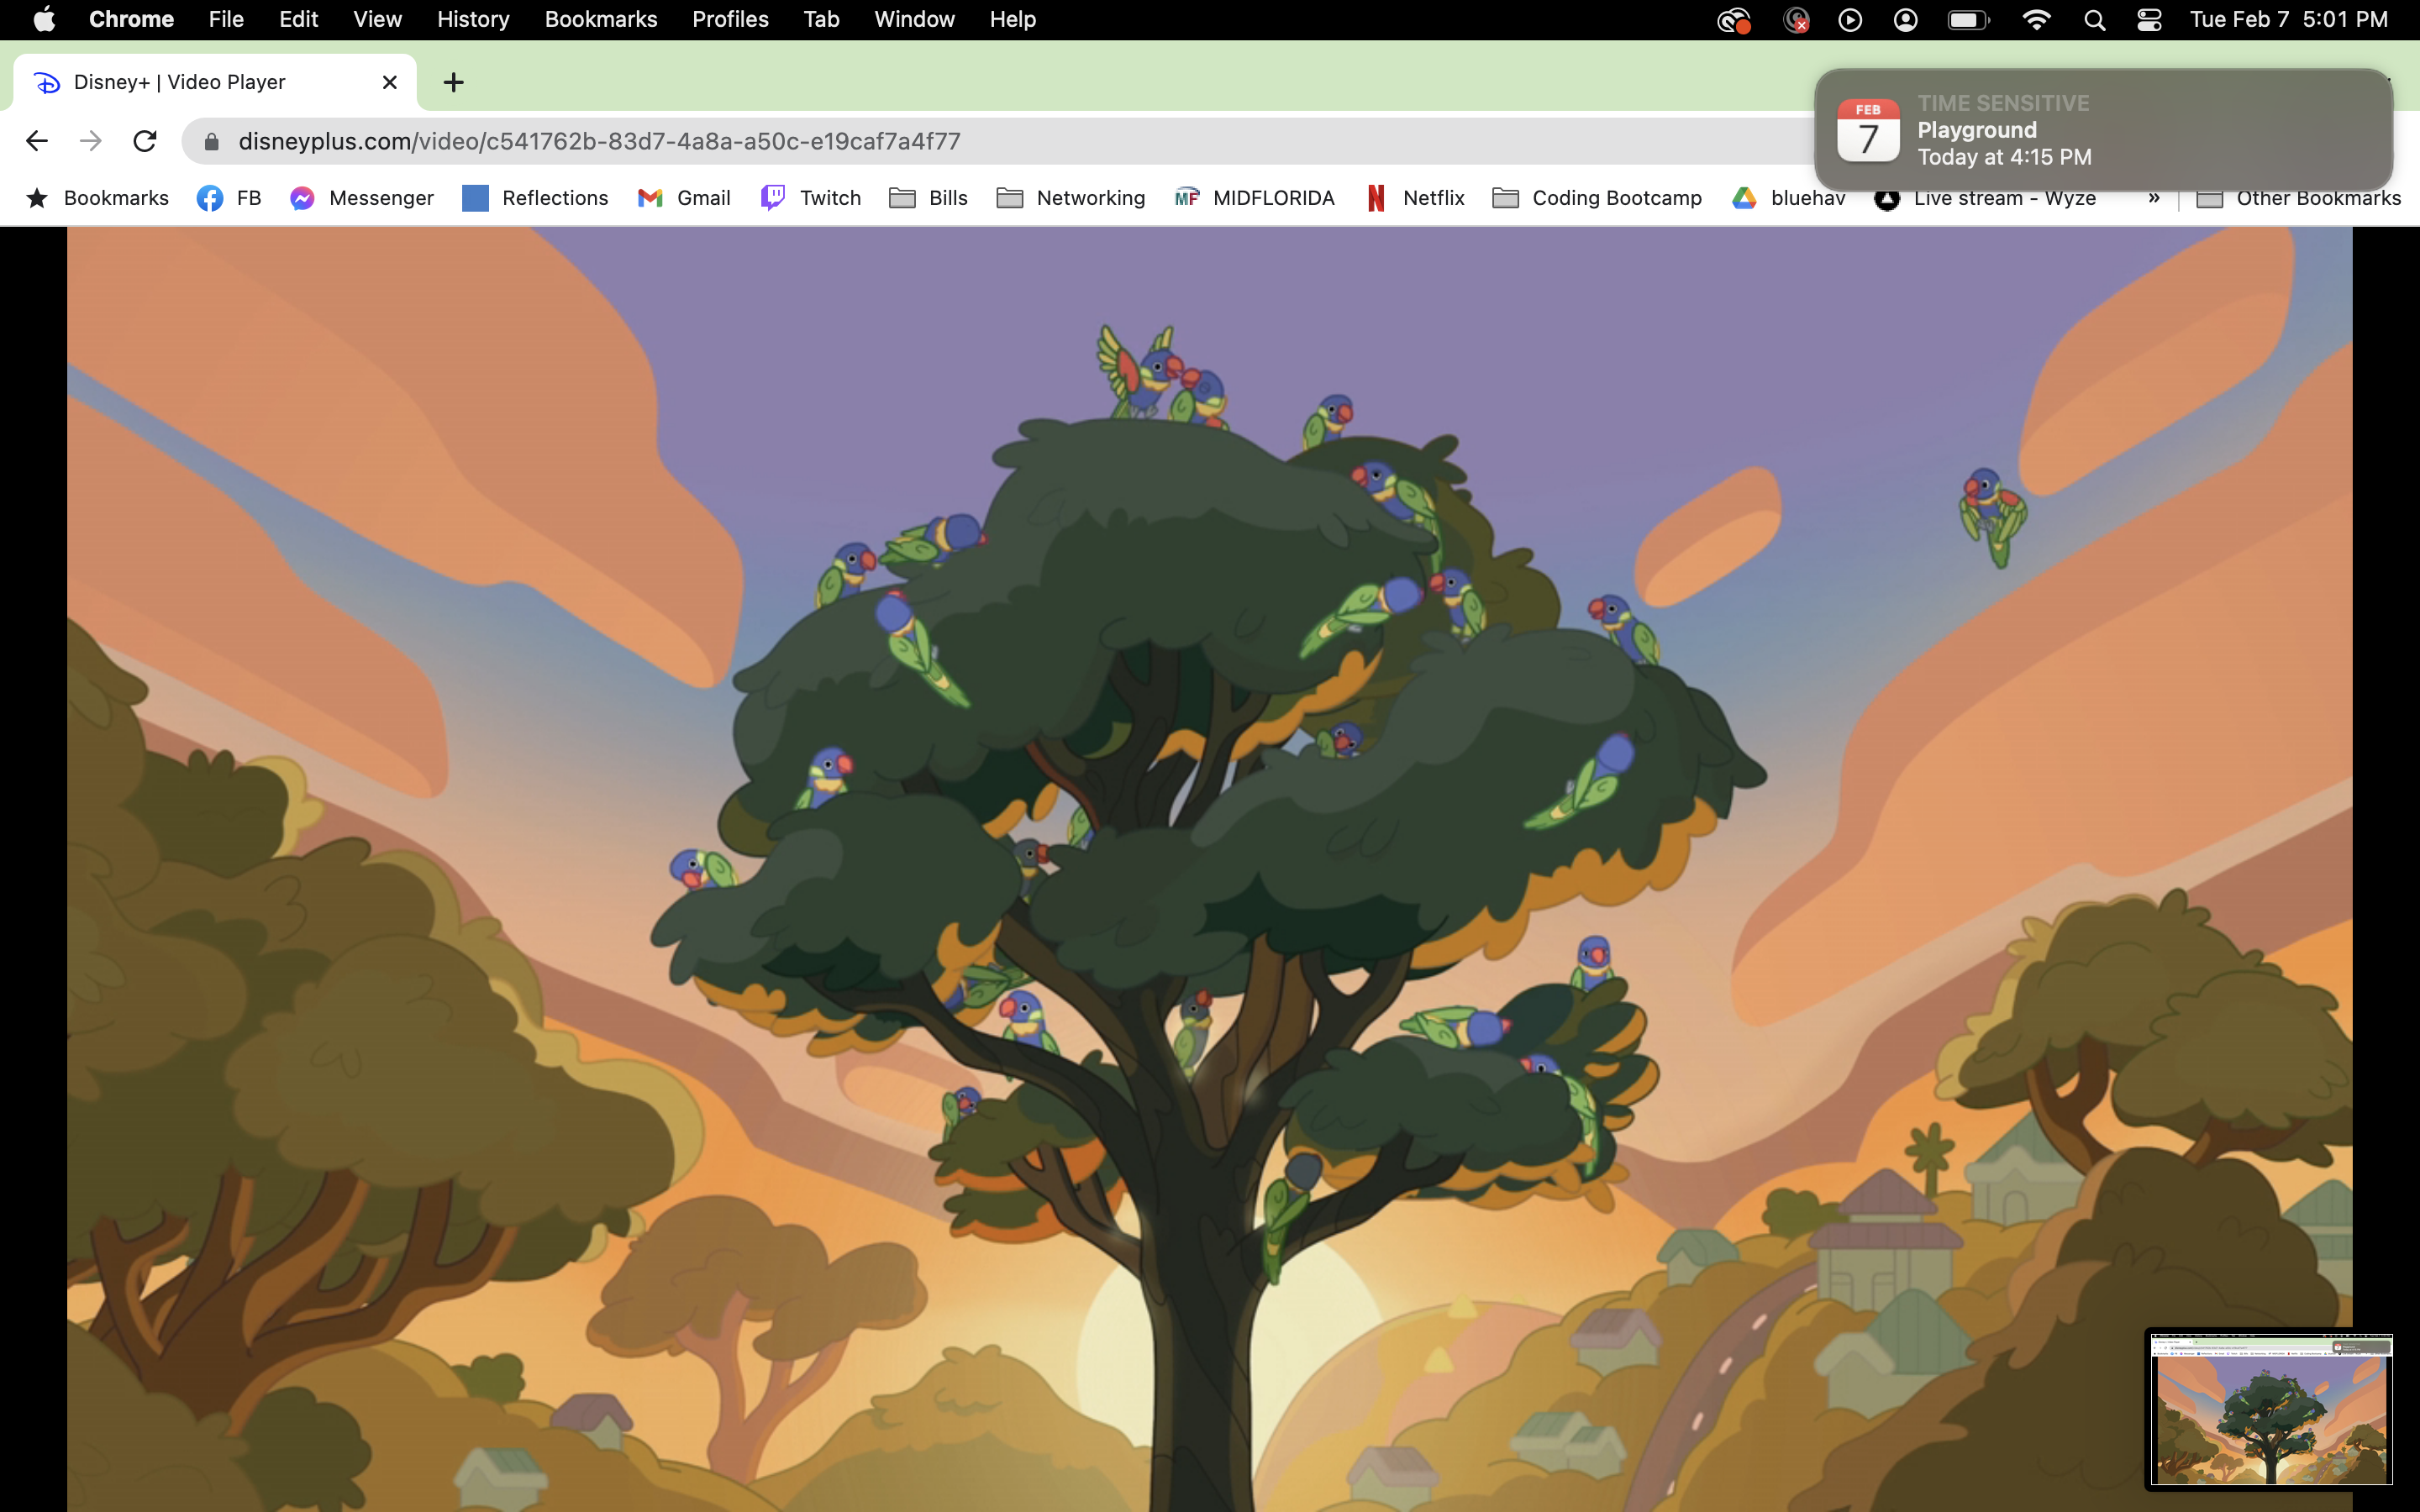 Chrome File Edit View History Bookmarks Profiles Tab Window Help Tue Feb 7 5:01 PM
Disney+ | Video Player
disneyplus.com/video/c541762b-83d7-4a8a-a50c-e19caf7a4f77
FEB
7
TIME SENSITIVE
Playground
Today at 4:15 PM
Bookmarks FB Messenger Reflections Gmail Twitch Bills Networking MF MIDFLORIDA Netflix Coding Bootcamp bluehav Live stream - Wyze » Other Bookmarks